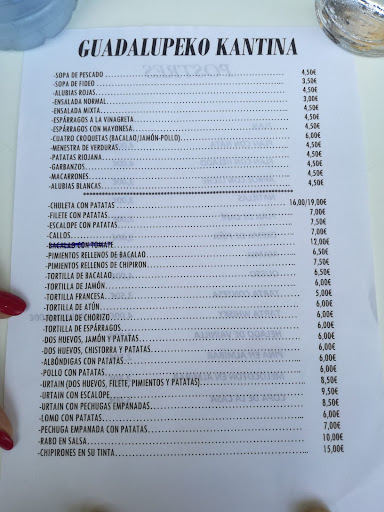 GUADALUPEKO KANTINA
-SOPA DE PESCADO 4,50€
-SOPA DE FIDEO 3,50€
-ALUBIAS ROJAS 4,50€
-ENSALADA NORMAL 3,00€
-ENSALADA MIXTA 4,50€
-ESPÁRRAGOS A LA VINAGRETA 4,50€
-ESPÁRRAGOS CON MAYONESA 4,50€
-CUATRO CROQUETAS (BACALAO/JAMÓN-POLLO) 6,00€
-MENESTRA DE VERDURAS 4,50€
-PATATAS RIOJANA 4,50€
-GARBANZOS 4,50€
-MACARRONES 4,50€
-ALUBIAS BLANCAS 4,50€
-CHULETA CON PATATAS 16,00/19,00€
-FILETE CON PATATAS 7,00€
-ESCALOPE CON PATATAS 7,50€
-CALLOS 7,00€
-BACALAO CON TOMATE 12,00€
-PIMIENTOS RELLENOS DE BACALAO 6,50€
-PIMIENTOS RELLENOS DE CHIPIRON 7,50€
-TORTILLA DE BACALAO 6,50€
-TORTILLA DE JAMÓN 6,00€
-TORTILLA FRANCESA 5,00€
-TORTILLA DE ATÚN 6,00€
-TORTILLA DE CHORIZO 6,00€
-TORTILLA DE ESPÁRRAGOS 6,00€
-DOS HUEVOS, JAMÓN Y PATATAS 6,00€
-DOS HUEVOS, CHISTORRA Y PATATAS 6,00€
-ALBÓNDIGAS CON PATATAS 6,00€
-POLLO CON PATATAS 6,00€
-URTAIN (DOS HUEVOS, FILETE, PIMIENTOS Y PATATAS) 8,50€
-URTAIN CON ESCALOPE 9,50€
-URTAIN CON PECHUGAS EMPANADAS 8,50€
-LOMO CON PATATAS 6,00€
-PECHUGA EMPANADA CON PATATAS 7,00€
-RABO EN SALSA 10,00€
-CHIPIRONES EN SU TINTA 15,00€